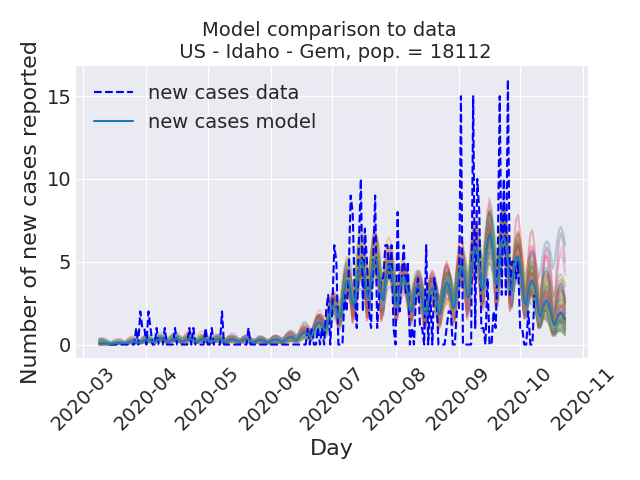 Model comparison to data
US - Idaho - Gem, pop. = 18112
Number of new cases reported
new cases data
new cases model
15
10
5
0
2020-03
2020-04
2020-05
2020-06
2020-07
2020-08
2020-09
2020-10
2020-11
Day